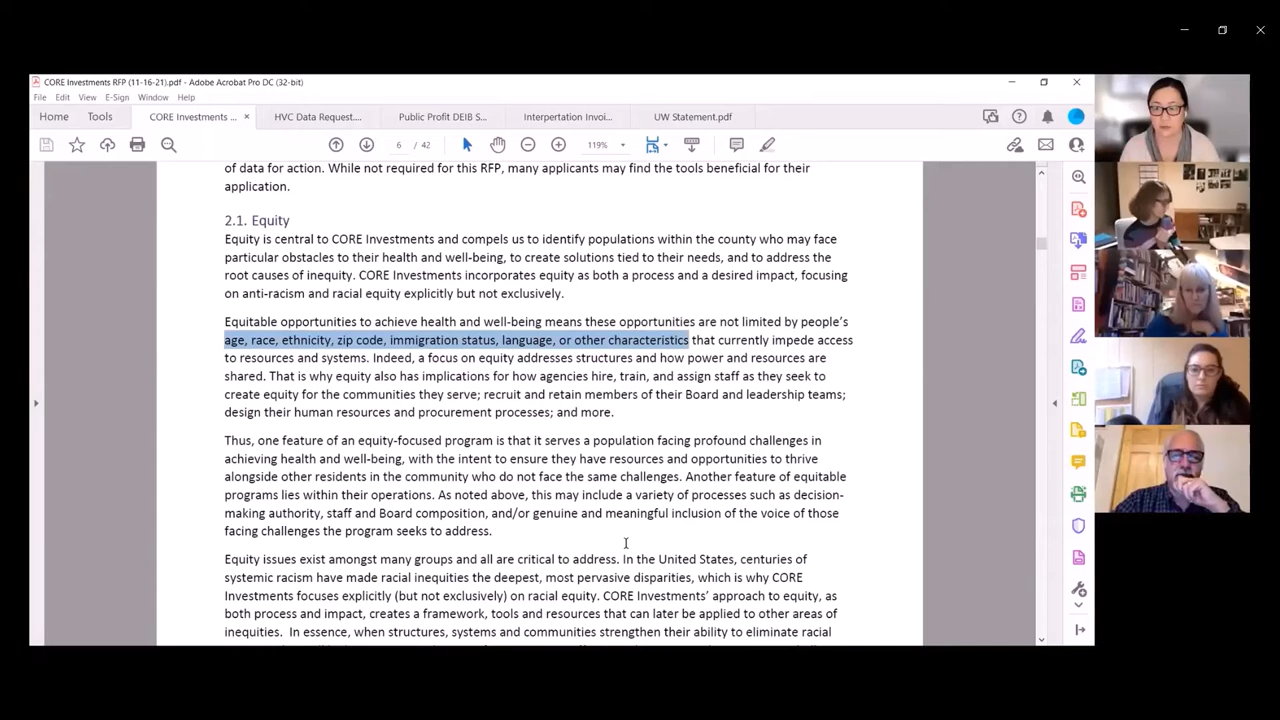 CORE Investments RFP (11-16-21).pdf - Adobe Acrobat Pro DC (32-bit)
File Edit View E-Sign Window Help
Home Tools CORE Investments ... × HVC Data Request.... Public Profit DEIB S... Interpertation Invoi... UW Statement.pdf
6 / 42 119%
of data for action. While not required for this RFP, many applicants may find the tools beneficial for their
application.
2.1. Equity
Equity is central to CORE Investments and compels us to identify populations within the county who may face
particular obstacles to their health and well-being, to create solutions tied to their needs, and to address the
root causes of inequity. CORE Investments incorporates equity as both a process and a desired impact, focusing
on anti-racism and racial equity explicitly but not exclusively.
Equitable opportunities to achieve health and well-being means these opportunities are not limited by people's
age, race, ethnicity, zip code, immigration status, language, or other characteristics that currently impede access
to resources and systems. Indeed, a focus on equity addresses structures and how power and resources are
shared. That is why equity also has implications for how agencies hire, train, and assign staff as they seek to
create equity for the communities they serve; recruit and retain members of their Board and leadership teams;
design their human resources and procurement processes; and more.
Thus, one feature of an equity-focused program is that it serves a population facing profound challenges in
achieving health and well-being, with the intent to ensure they have resources and opportunities to thrive
alongside other residents in the community who do not face the same challenges. Another feature of equitable
programs lies within their operations. As noted above, this may include a variety of processes such as decision-
making authority, staff and Board composition, and/or genuine and meaningful inclusion of the voice of those
facing challenges the program seeks to address.
Equity issues exist amongst many groups and all are critical to address. In the United States, centuries of
systemic racism have made racial inequities the deepest, most pervasive disparities, which is why CORE
Investments focuses explicitly (but not exclusively) on racial equity. CORE Investments' approach to equity, as
both process and impact, creates a framework, tools and resources that can later be applied to other areas of
inequities. In essence, when structures, systems and communities strengthen their ability to eliminate racial